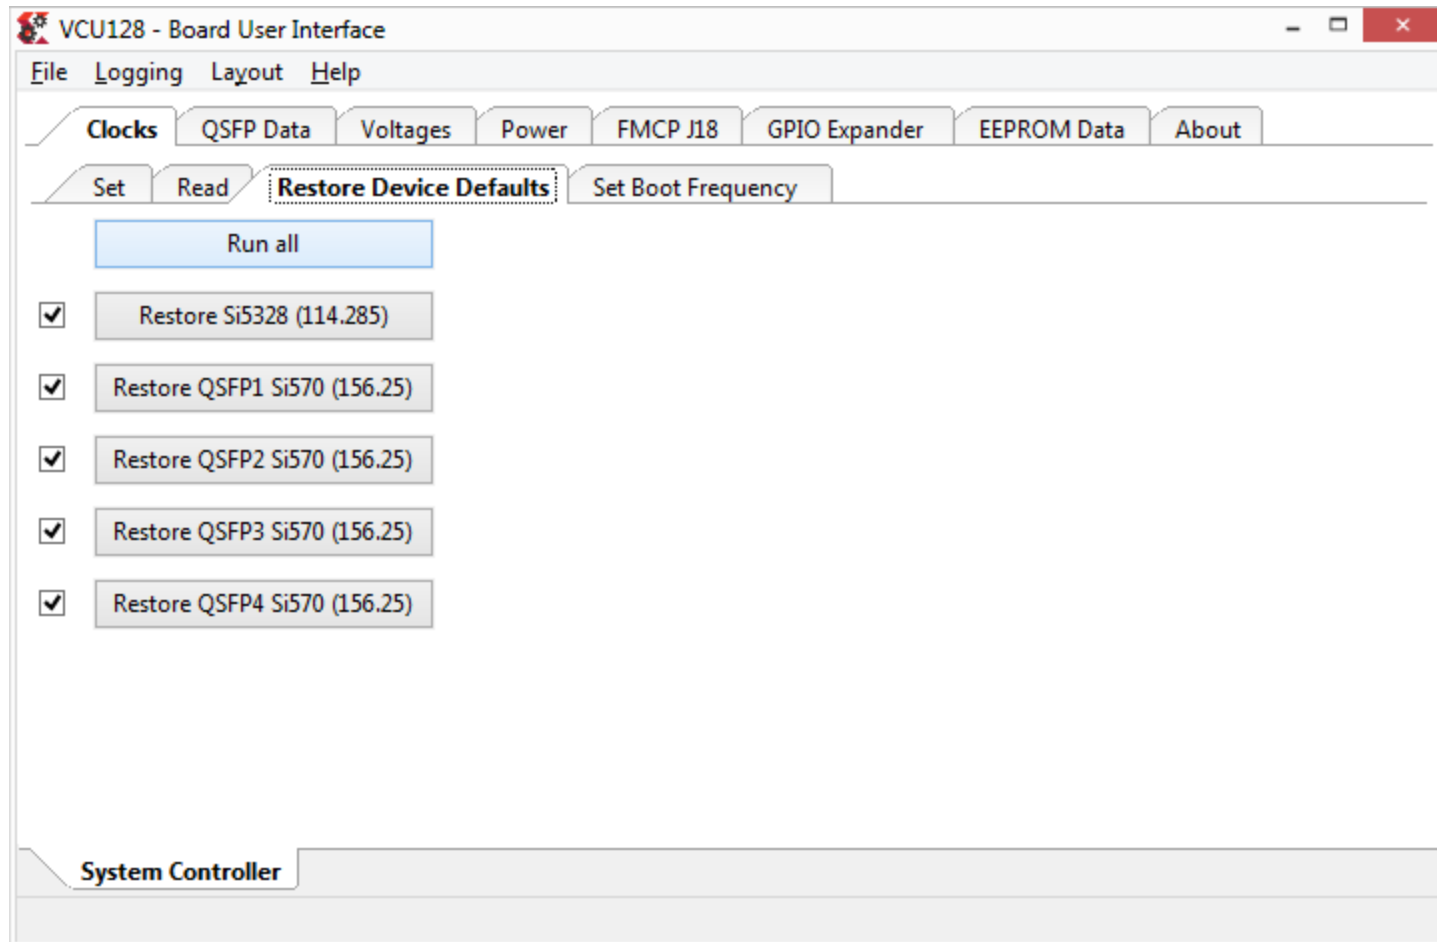 VCU128 - Board User Interface
File Logging Layout Help
Clocks QSFP Data Voltages Power FMCP J18 GPIO Expander EEPROM Data About
Set Read Restore Device Defaults Set Boot Frequency
Run all
Restore Si5328 (114.285)
Restore QSFP1 Si570 (156.25)
Restore QSFP2 Si570 (156.25)
Restore QSFP3 Si570 (156.25)
Restore QSFP4 Si570 (156.25)
System Controller